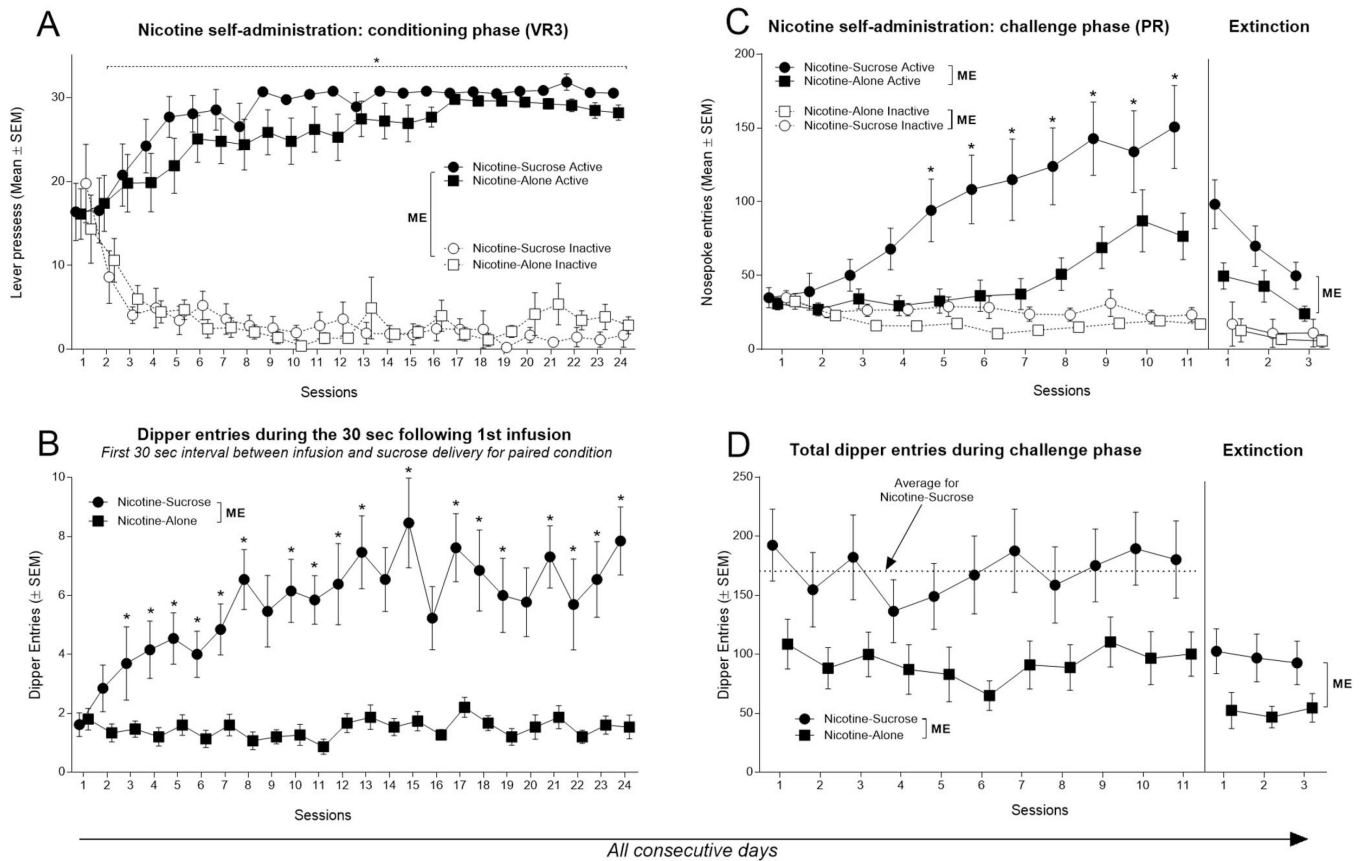 A
Nicotine self-administration: conditioning phase (VR3)
*
30
20
10
0
Lever pressess (Mean ± SEM)
Nicotine-Sucrose Active
Nicotine-Alone Active
ME
Nicotine-Sucrose Inactive
Nicotine-Alone Inactive
1 2 3 4 5 6 7 8 9 10 11 12 13 14 15 16 17 18 19 20 21 22 23 24
Sessions
B
Dipper entries during the 30 sec following 1st infusion
First 30 sec interval between infusion and sucrose delivery for paired condition
10
8
6
4
2
0
Dipper Entries (± SEM)
Nicotine-Sucrose
Nicotine-Alone
ME
* * * * * * * * * * * * * * * * *
1 2 3 4 5 6 7 8 9 10 11 12 13 14 15 16 17 18 19 20 21 22 23 24
Sessions
C
Nicotine self-administration: challenge phase (PR)
Extinction
200
150
100
50
0
Nosepoke entries (Mean ± SEM)
Nicotine-Sucrose Active
Nicotine-Alone Active
ME
Nicotine-Alone Inactive
Nicotine-Sucrose Inactive
ME
* * * * * * *
ME
1 2 3 4 5 6 7 8 9 10 11
1 2 3
Sessions
D
Total dipper entries during challenge phase
Extinction
250
200
150
100
50
0
Dipper Entries (± SEM)
Average for
Nicotine-Sucrose
Nicotine-Sucrose
Nicotine-Alone
ME
ME
1 2 3 4 5 6 7 8 9 10 11
1 2 3
Sessions
All consecutive days